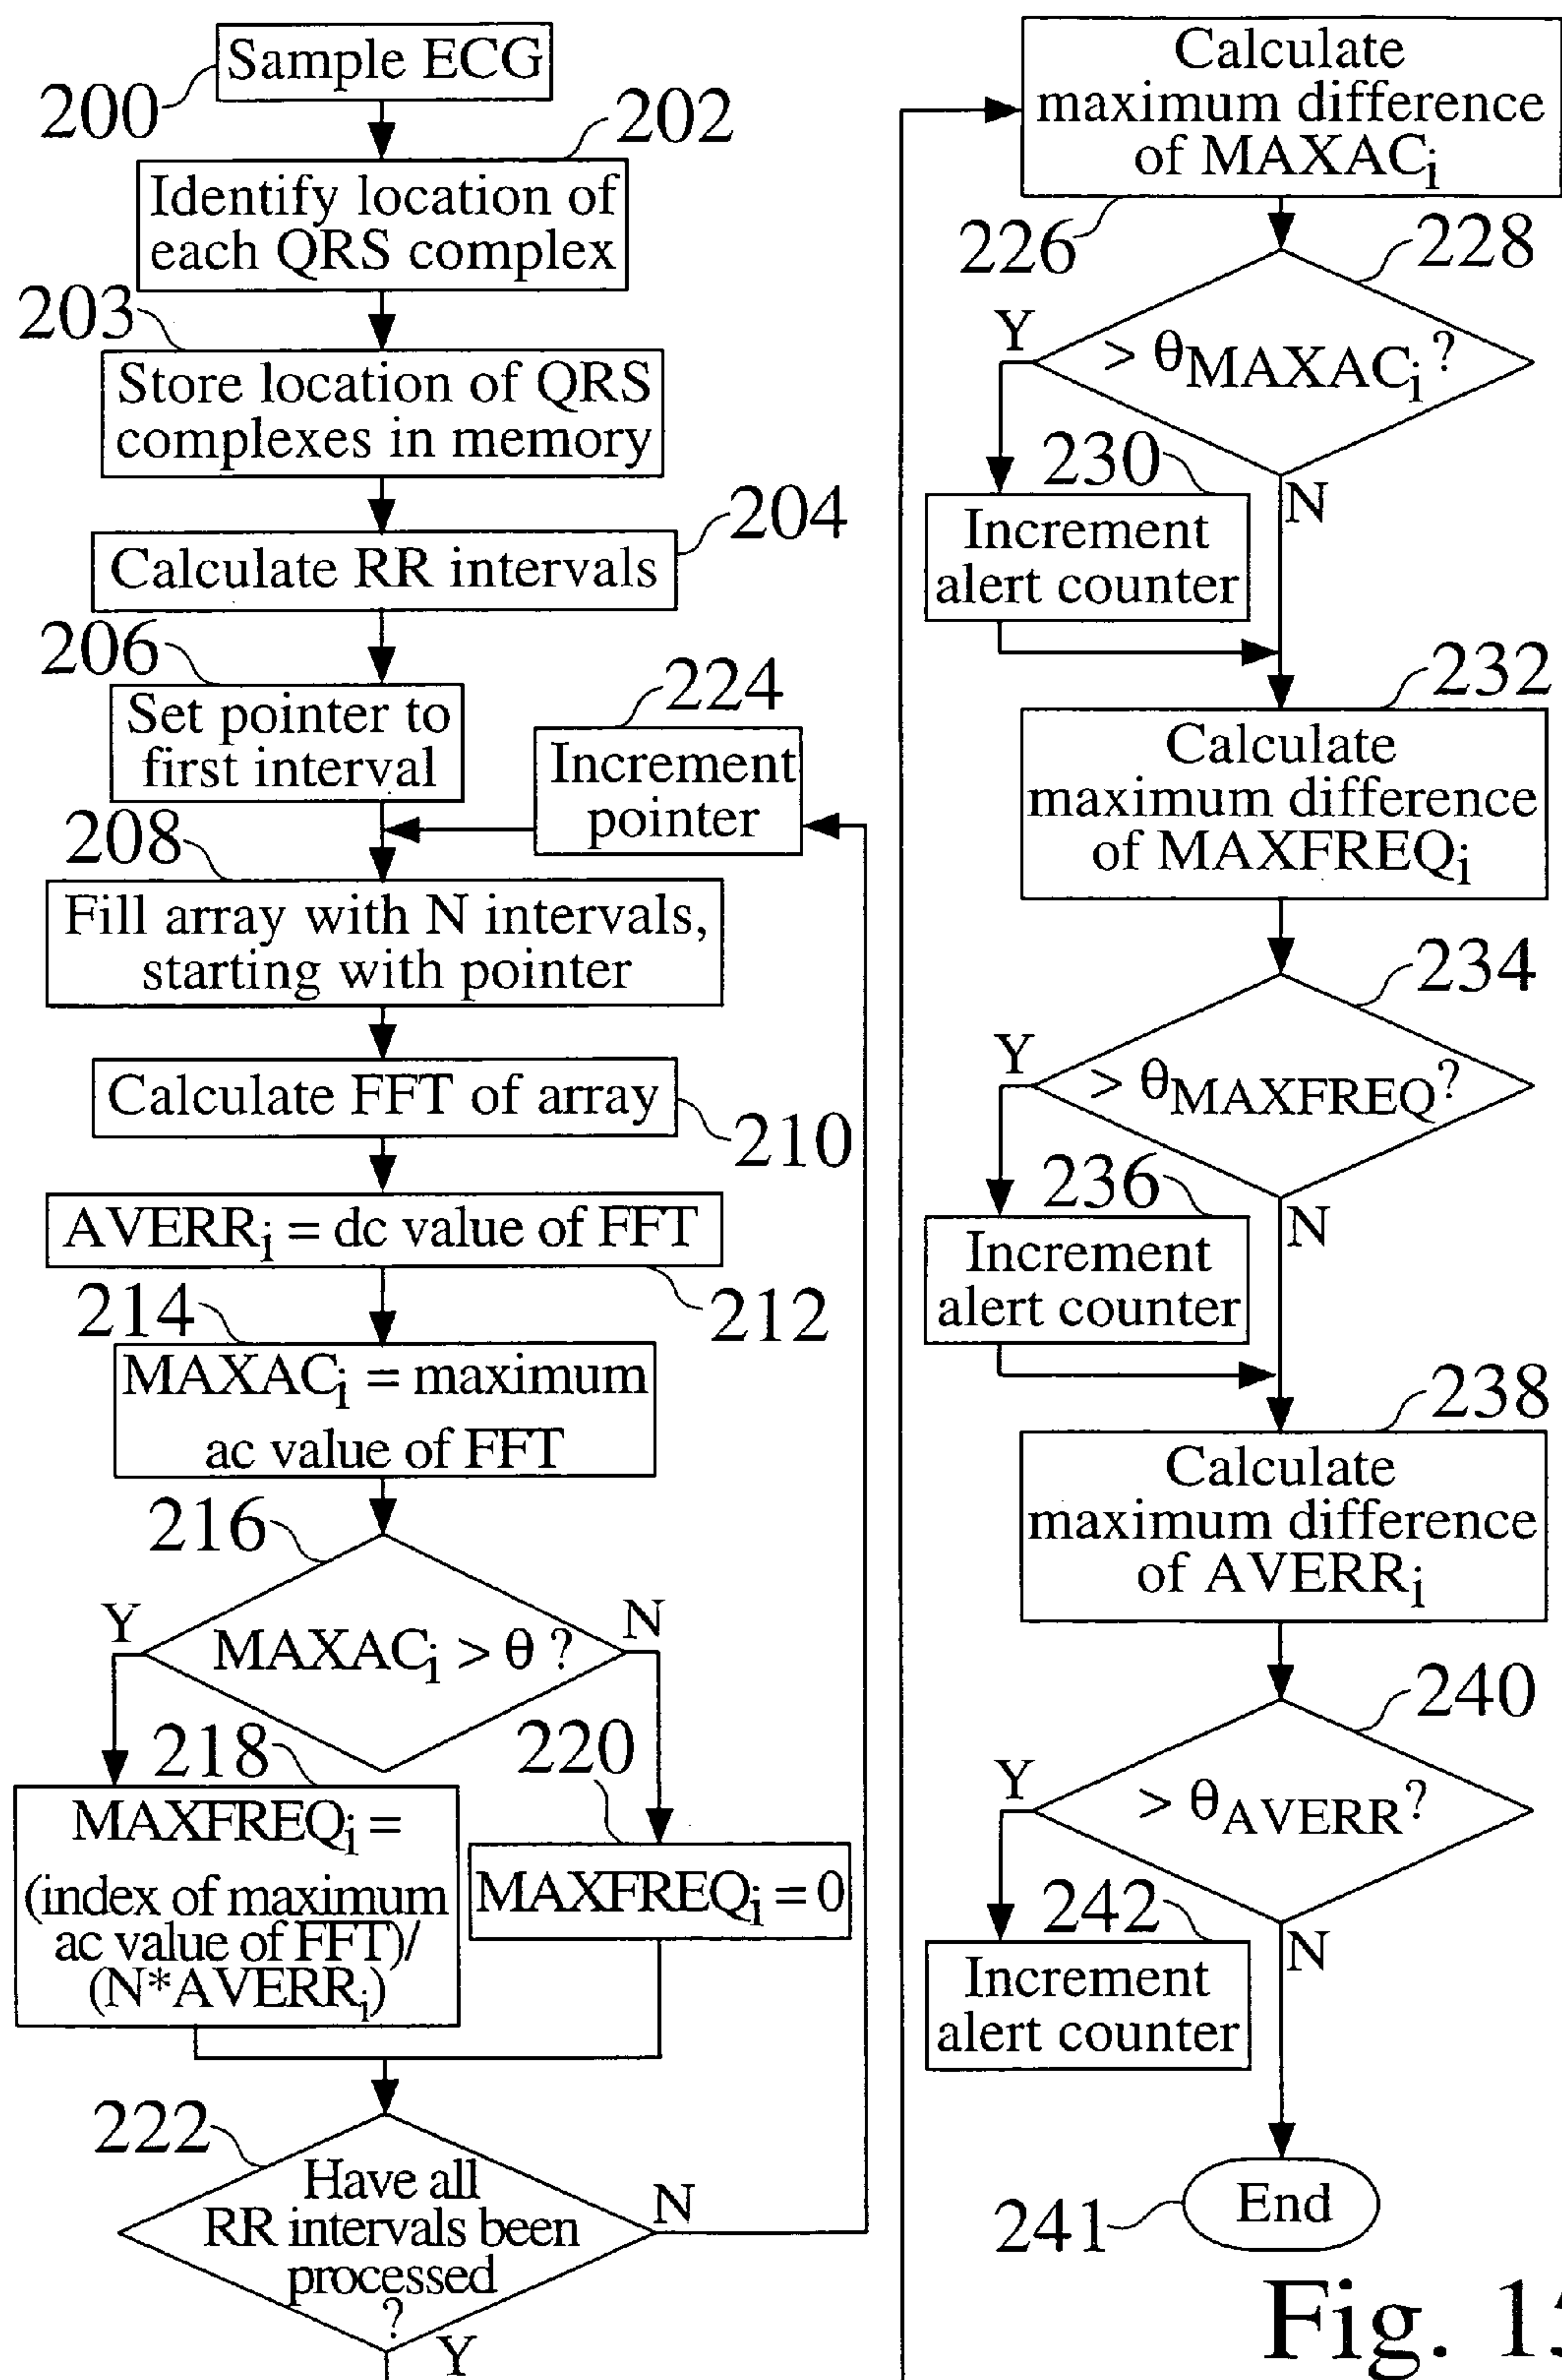 Sample ECG
200
202
Identify location of
each QRS complex
203
Store location of QRS
complexes in memory
204
Calculate RR intervals
206
Set pointer to
first interval
224
Increment
pointer
208
Fill array with N intervals,
starting with pointer
Calculate FFT of array
210
AVERRi = dc value of FFT
212
214
MAXACi = maximum
ac value of FFT
216
Y
N
MAXACi > θ ?
218
MAXFREQi =
(index of maximum
ac value of FFT)/
(N*AVERRi)
220
MAXFREQi = 0
222
Have all
RR intervals been
processed
?
N
Y
Calculate
maximum difference
of MAXACi
226
228
Y
> θMAXACi ?
N
230
Increment
alert counter
232
Calculate
maximum difference
of MAXFREQi
234
Y
> θMAXFREQ?
N
236
Increment
alert counter
238
Calculate
maximum difference
of AVERRi
240
Y
> θAVERR?
N
242
Increment
alert counter
End
241
Fig.